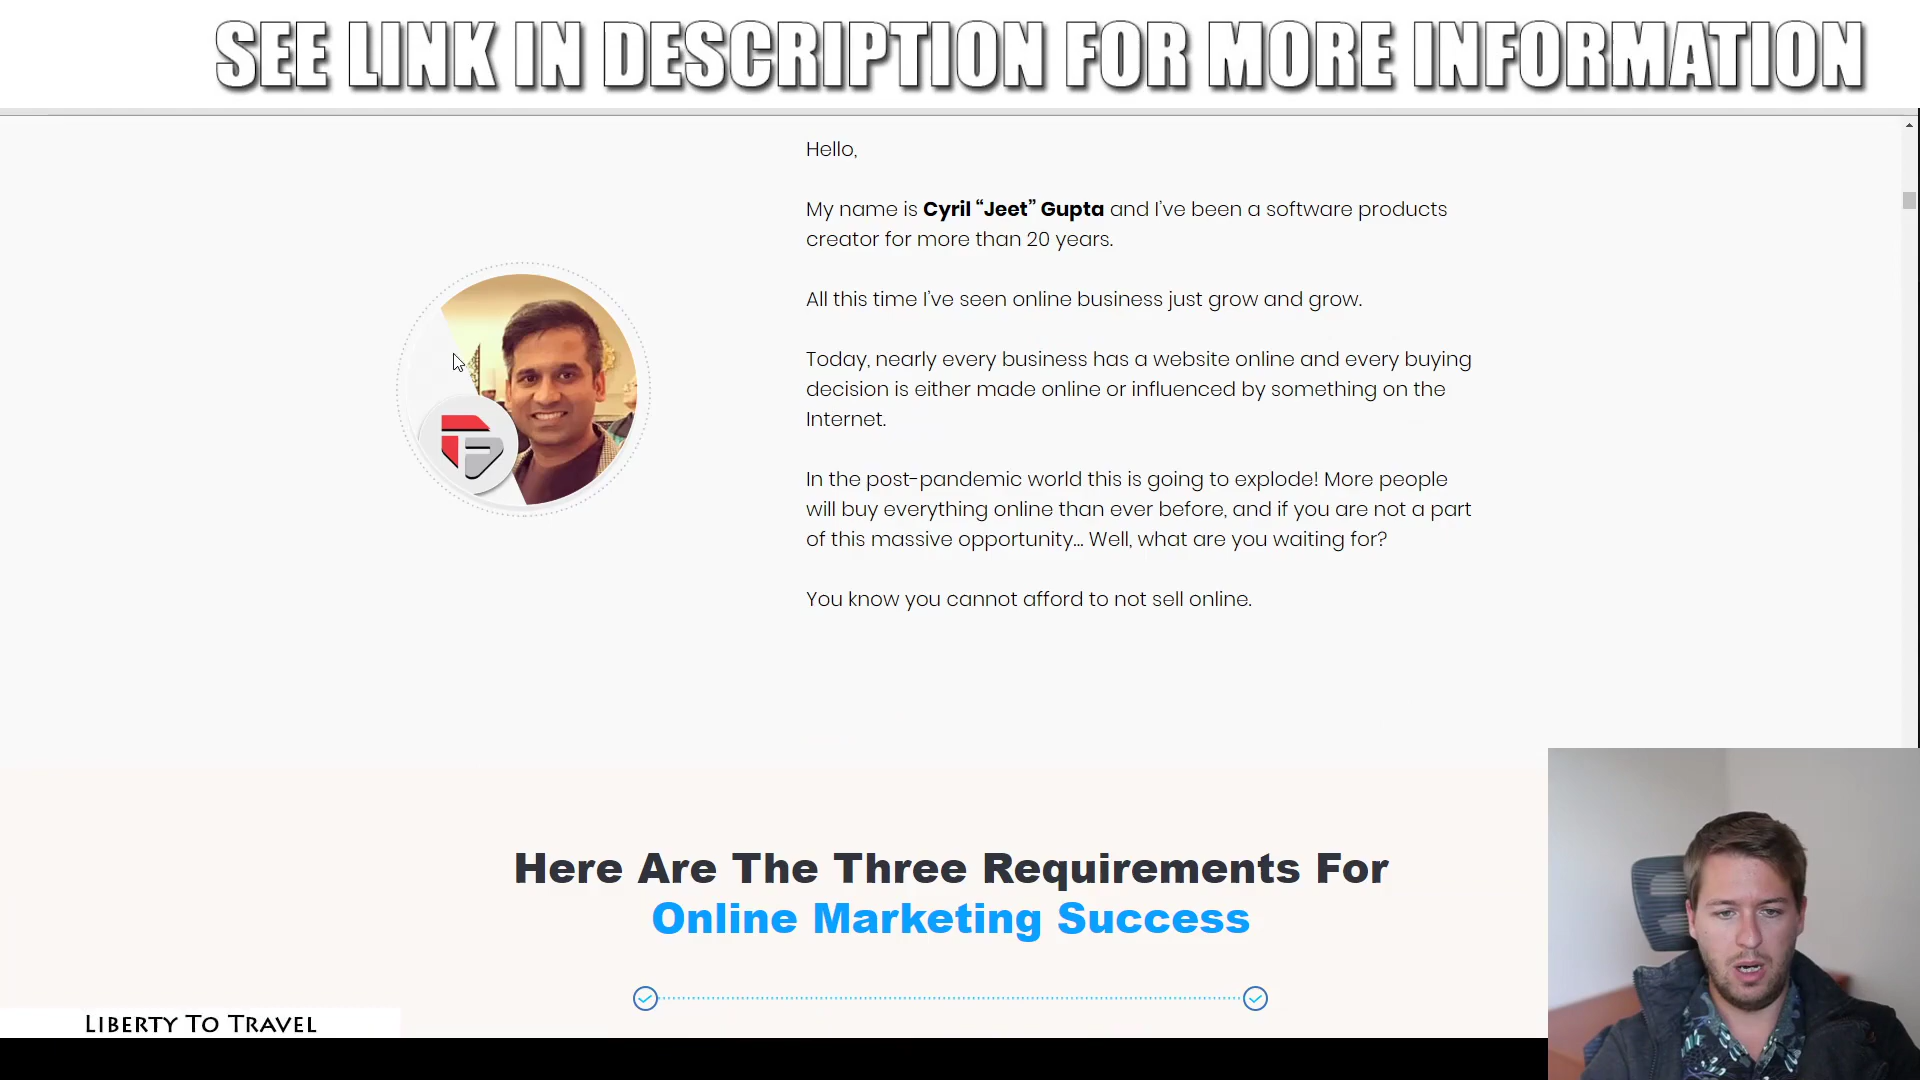 SEE LINK IN DESCRIPTION FOR MORE INFORMATION
Hello,
My name is Cyril “Jeet” Gupta and I’ve been a software products
creator for more than 20 years.
All this time I’ve seen online business just grow and grow.
Today, nearly every business has a website online and every buying
decision is either made online or influenced by something on the
Internet.
In the post-pandemic world this is going to explode! More people
will buy everything online than ever before, and if you are not a part
of this massive opportunity... Well, what are you waiting for?
You know you cannot afford to not sell online.
Here Are The Three Requirements For
Online Marketing Success
LIBERTY TO TRAVEL